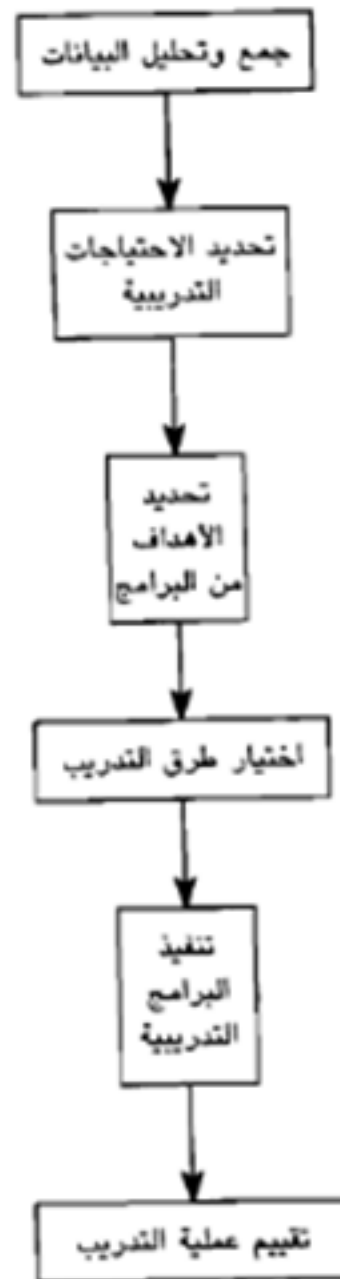 جمع وتحليل البيانات
تحديد الاحتياجات
التدريبية
تحديد
الأهداف
من البرامج
اختيار طرق التدريب
تنفيذ
البرامج
التدريبية
تقييم عملية التدريب